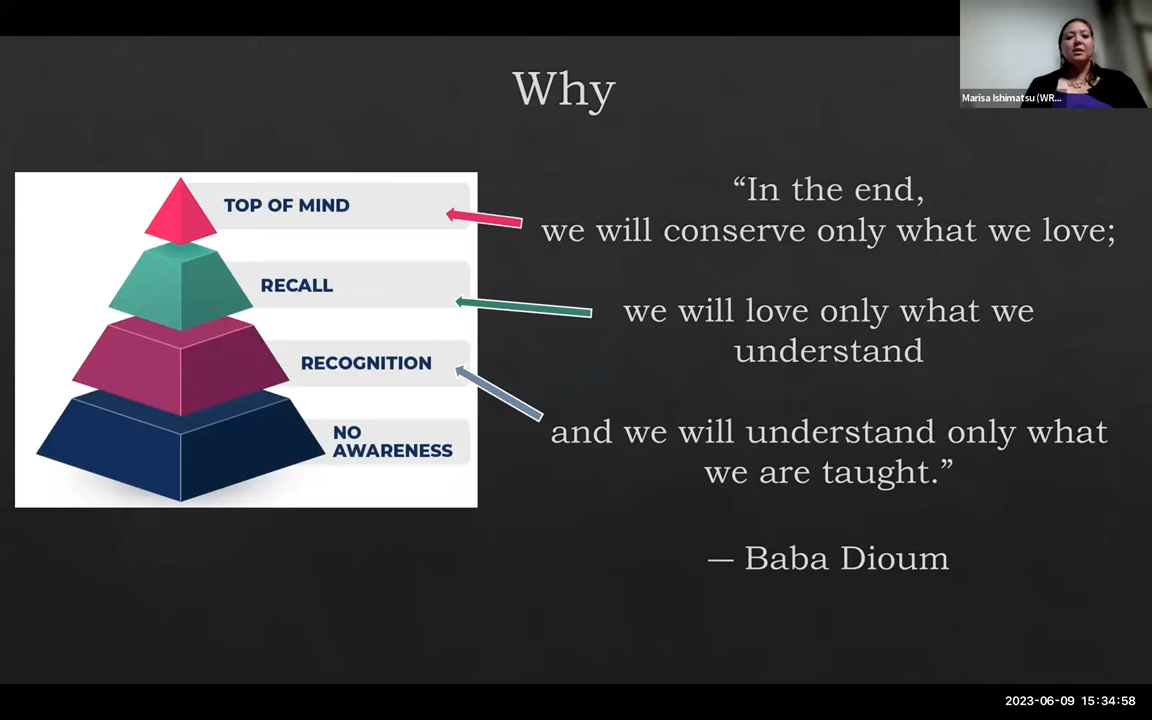 Why
Marisa Ishimatsu (WR...
TOP OF MIND
RECALL
RECOGNITION
NO
AWARENESS
“In the end,
we will conserve only what we love;
we will love only what we
understand
and we will understand only what
we are taught.”
— Baba Dioum
2023-06-09 15:34:58